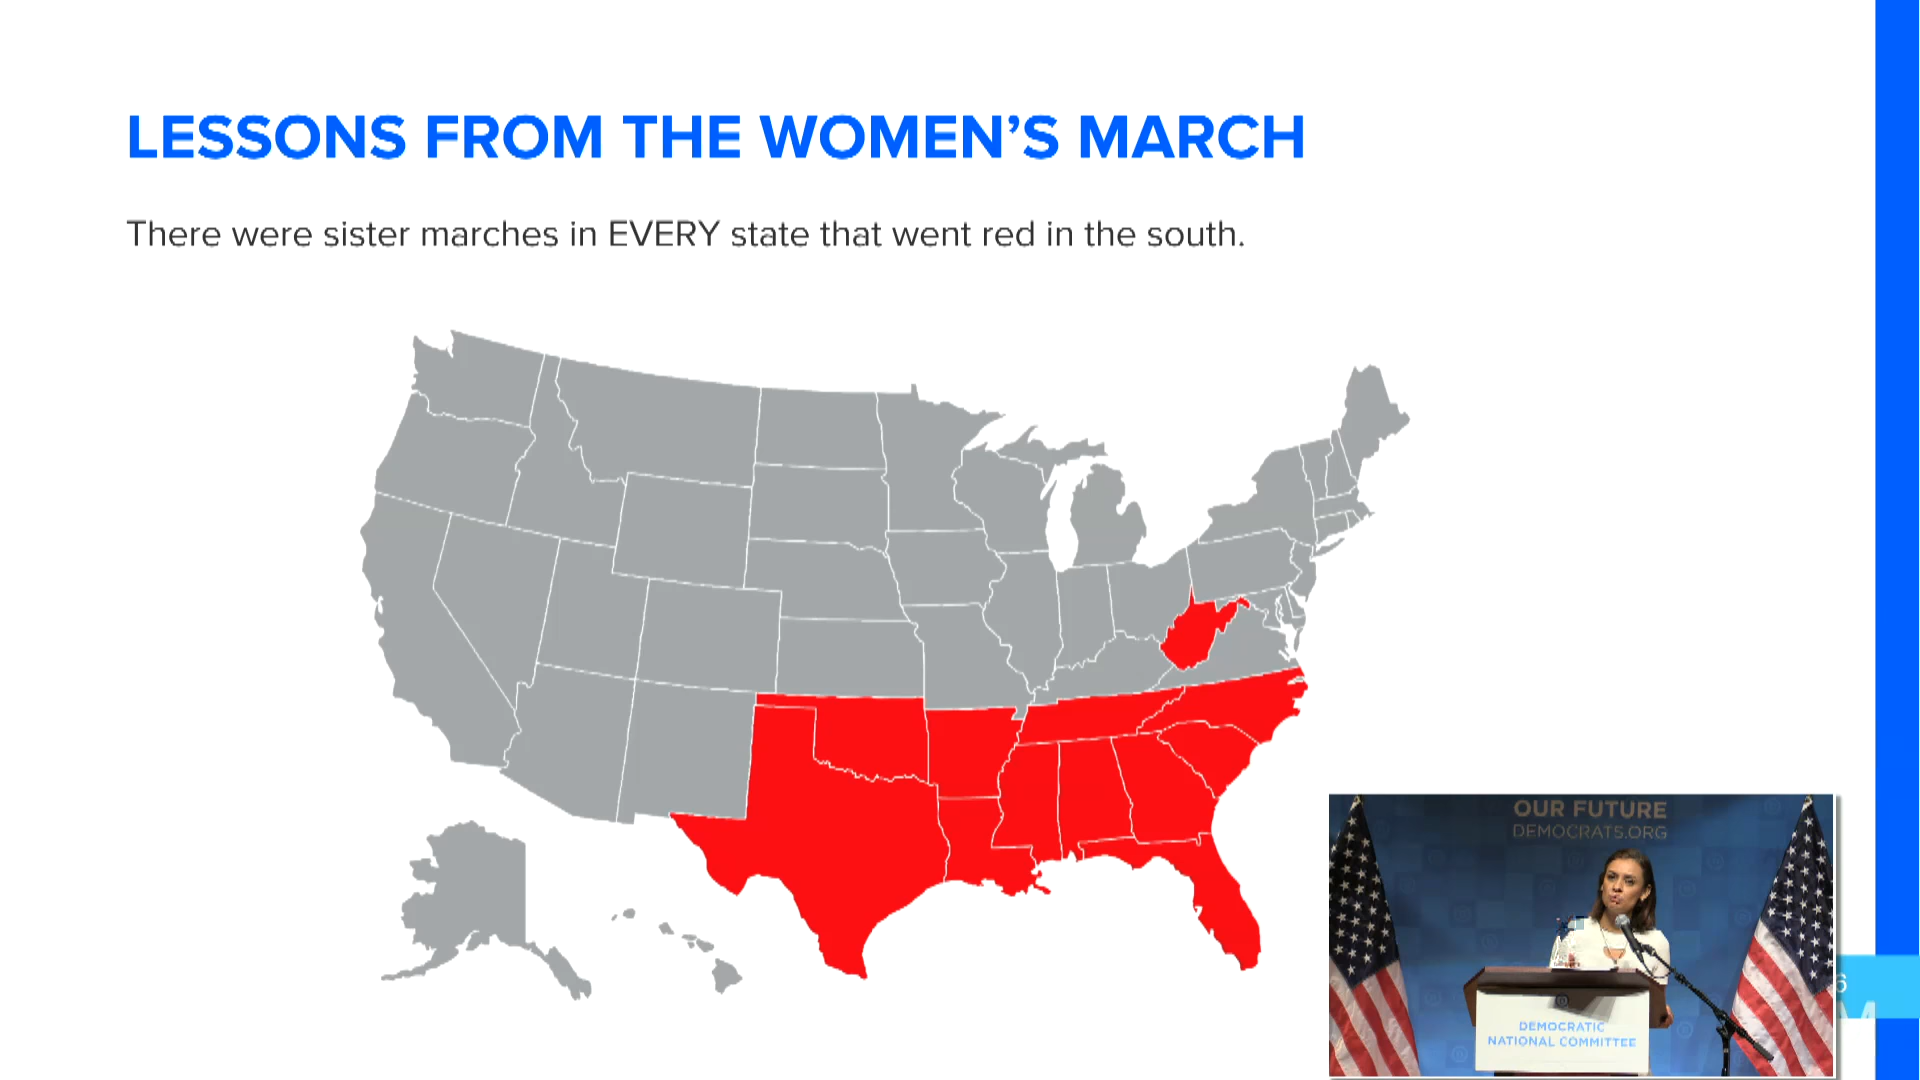 LESSONS FROM THE WOMEN’S MARCH
There were sister marches in EVERY state that went red in the south.
OUR FUTURE
DEMOCRATS.ORG
DEMOCRATIC
NATIONAL COMMITTEE
6
M